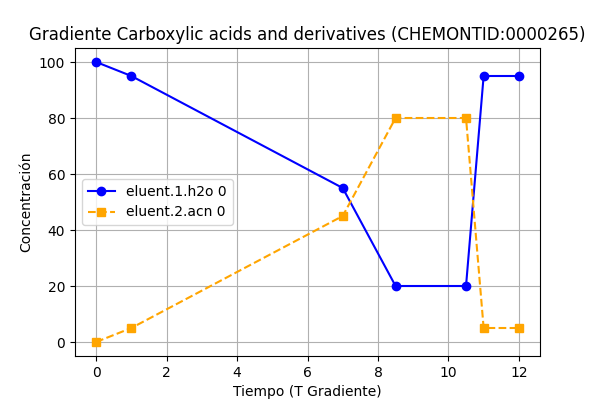 Gradiente Carboxylic acids and derivatives (CHEMONTID:0000265)
100
80
60
40
20
0
Concentración
eluent.1.h2o 0
eluent.2.acn 0
0 2 4 6 8 10 12
Tiempo (T Gradiente)